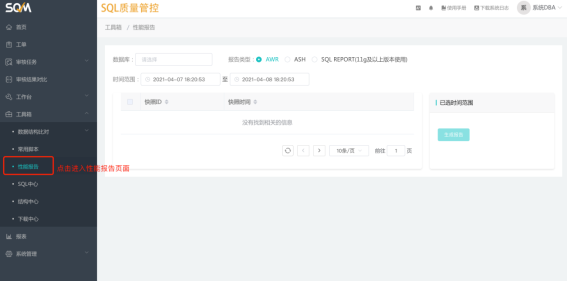 SQM
SQL质量管控
使用手册
下载系统日志
系
系统DBA
首页
工单
审核任务
审核结果对比
工作台
工具箱
数据结构比对
常用脚本
性能报告
SQL中心
结构中心
下载中心
报表
系统管理
点击进入性能报告页面
工具箱 / 性能报告
数据库: 请选择 报告类型: AWR ASH SQL REPORT(11g及以上版本使用)
时间范围: 2021-04-07 18:20:53 至 2021-04-08 18:20:53
快照ID 快照时间
没有找到相关的信息
10条/页 前往 1 页
已选时间范围
生成报告